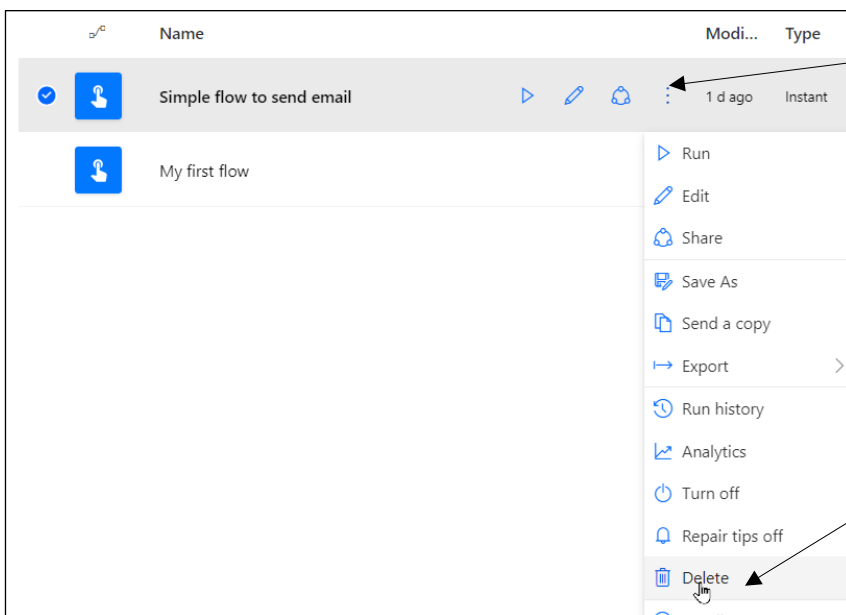 Name Modi... Type
Simple flow to send email 1 d ago Instant
My first flow
Run
Edit
Share
Save As
Send a copy
Export
Run history
Analytics
Turn off
Repair tips off
Delete